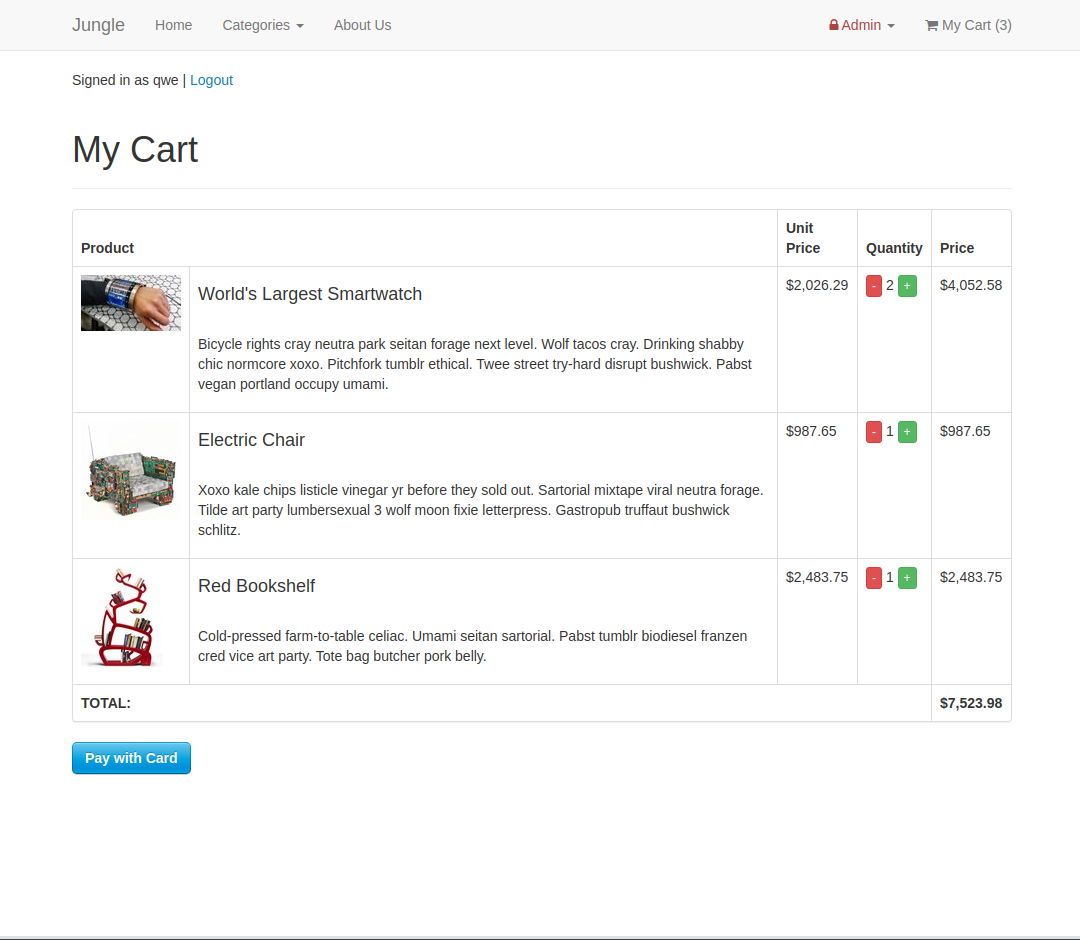 Jungle Home Categories About Us Admin My Cart (3)
Signed in as qwe | Logout
My Cart
Product Unit Price Quantity Price
World's Largest Smartwatch $2,026.29 - 2 + $4,052.58
Bicycle rights cray neutra park seitan forage next level. Wolf tacos cray. Drinking shabby
chic normcore xoxo. Pitchfork tumblr ethical. Twee street try-hard disrupt bushwick. Pabst
vegan portland occupy umami.
Electric Chair $987.65 - 1 + $987.65
Xoxo kale chips listicle vinegar yr before they sold out. Sartorial mixtape viral neutra forage.
Tilde art party lumbersexual 3 wolf moon fixie letterpress. Gastropub truffaut bushwick
schlitz.
Red Bookshelf $2,483.75 - 1 + $2,483.75
Cold-pressed farm-to-table celiac. Umami seitan sartorial. Pabst tumblr biodiesel franzen
cred vice art party. Tote bag butcher pork belly.
TOTAL: $7,523.98
Pay with Card